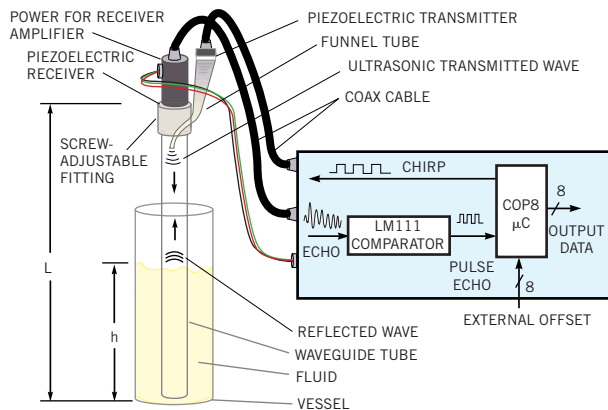 POWER FOR RECEIVER
AMPLIFIER
PIEZOELECTRIC
RECEIVER
PIEZOELECTRIC TRANSMITTER
FUNNEL TUBE
ULTRASONIC TRANSMITTED WAVE
COAX CABLE
SCREW-
ADJUSTABLE
FITTING
L
h
CHIRP
COP8
μC
8
OUTPUT
DATA
ECHO
LM111
COMPARATOR
PULSE
ECHO
8
EXTERNAL OFFSET
REFLECTED WAVE
WAVEGUIDE TUBE
FLUID
VESSEL